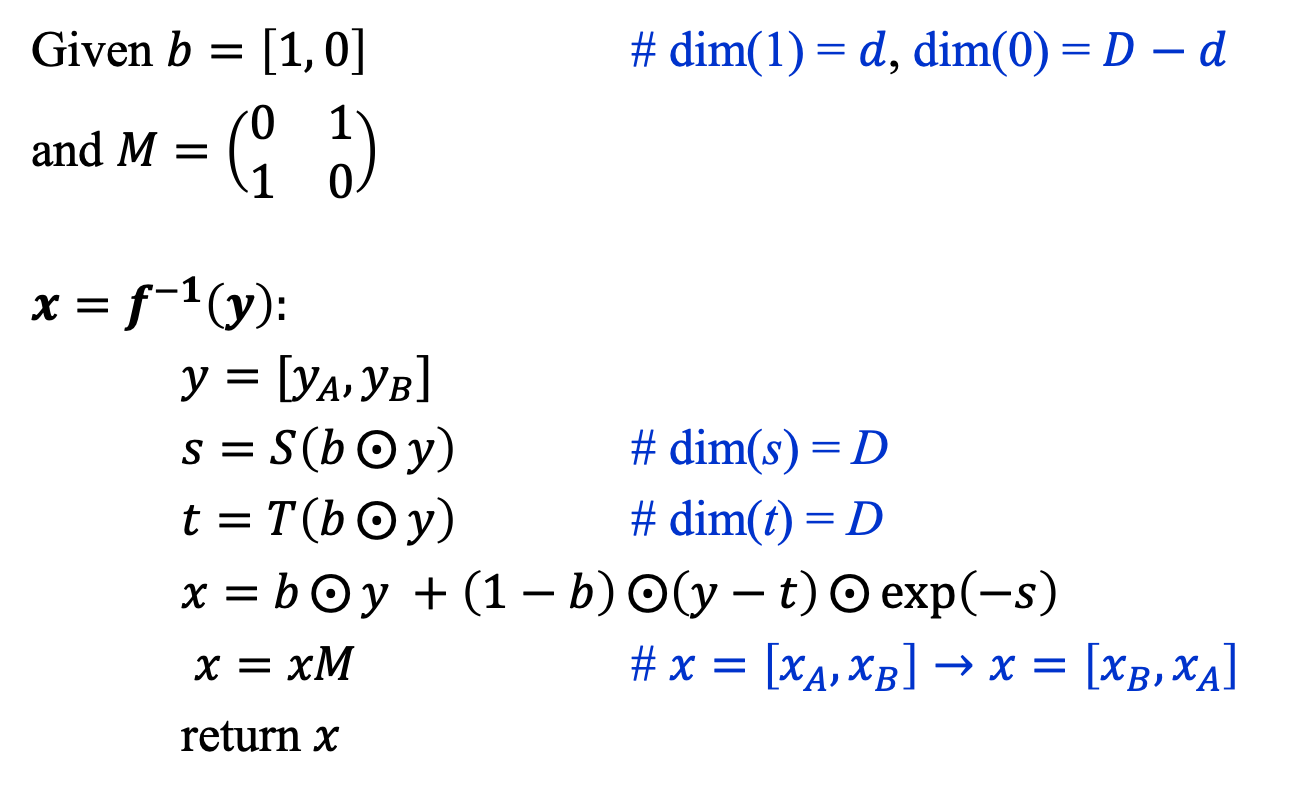 Given b = [1, 0] # dim(1) = d, dim(0) = D − d
and M = (0 1
1 0)
x = f⁻¹(y):
y = [y_A, y_B]
s = S(b ⊙ y) # dim(s) = D
t = T(b ⊙ y) # dim(t) = D
x = b ⊙ y + (1 − b) ⊙(y − t) ⊙ exp(−s)
x = xM # x = [x_A, x_B] → x = [x_B, x_A]
return x